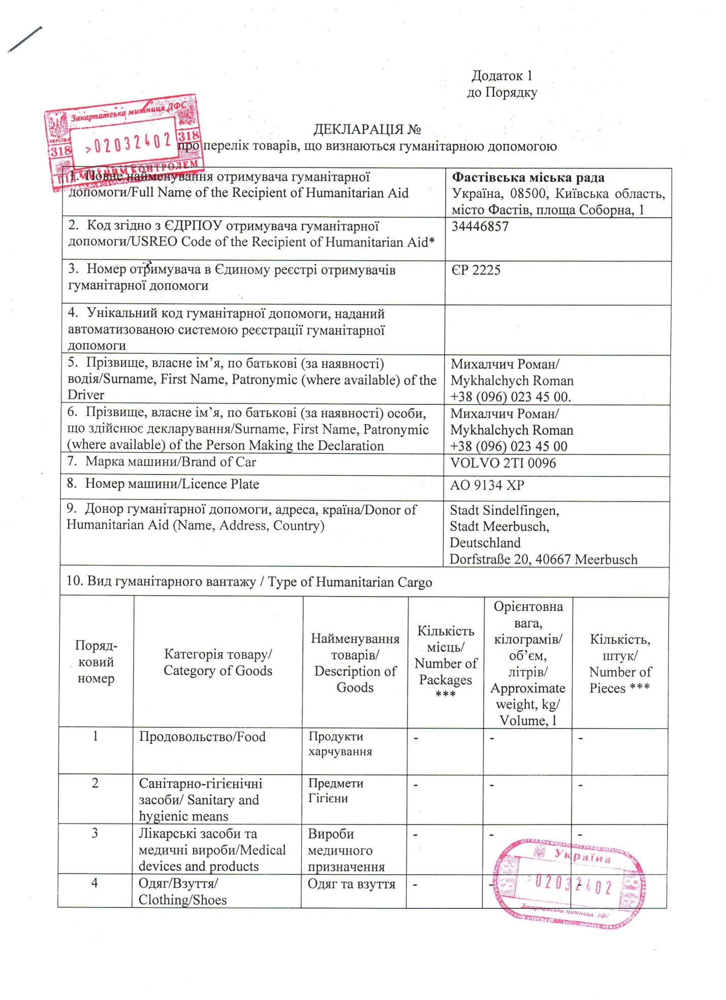 Додаток 1
до Порядку
Закарпатська митниця ДФС
УКРАЇНА
318
>02032402
318
ПІД МИТНИМ КОНТРОЛЕМ
ДЕКЛАРАЦІЯ №
про перелік товарів, що визнаються гуманітарною допомогою
1. Повне найменування отримувача гуманітарної
допомоги/Full Name of the Recipient of Humanitarian Aid
Фастівська міська рада
Україна, 08500, Київська область,
місто Фастів, площа Соборна, 1
2. Код згідно з ЄДРПОУ отримувача гуманітарної
допомоги/USREO Code of the Recipient of Humanitarian Aid*
34446857
3. Номер отримувача в Єдиному реєстрі отримувачів
гуманітарної допомоги
ЄР 2225
4. Унікальний код гуманітарної допомоги, наданий
автоматизованою системою реєстрації гуманітарної
допомоги
5. Прізвище, власне ім’я, по батькові (за наявності)
водія/Surname, First Name, Patronymic (where available) of the
Driver
Михалчич Роман/
Mykhalchych Roman
+38 (096) 023 45 00.
6. Прізвище, власне ім’я, по батькові (за наявності) особи,
що здійснює декларування/Surname, First Name, Patronymic
(where available) of the Person Making the Declaration
Михалчич Роман/
Mykhalchych Roman
+38 (096) 023 45 00
7. Марка машини/Brand of Car
VOLVO 2TI 0096
8. Номер машини/Licence Plate
АО 9134 ХР
9. Донор гуманітарної допомоги, адреса, країна/Donor of
Humanitarian Aid (Name, Address, Country)
Stadt Sindelfingen,
Stadt Meerbusch,
Deutschland
Dorfstraße 20, 40667 Meerbusch
10. Вид гуманітарного вантажу / Type of Humanitarian Cargo
Поряд-
ковий
номер
Категорія товару/
Category of Goods
Найменування
товарів/
Description of
Goods
Кількість
місць/
Number of
Packages
***
Орієнтовна
вага,
кілограмів/
об’єм,
літрів/
Approximate
weight, kg/
Volume, l
Кількість,
штук/
Number of
Pieces ***
1
Продовольство/Food
Продукти
харчування
-
-
-
2
Санітарно-гігієнічні
засоби/ Sanitary and
hygienic means
Предмети
Гігієни
-
-
-
3
Лікарські засоби та
медичні вироби/Medical
devices and products
Вироби
медичного
призначення
-
-
-
4
Одяг/Взуття/
Clothing/Shoes
Одяг та взуття
-
-
-
Україна
>02032402
Закарпатська митниця ДФС